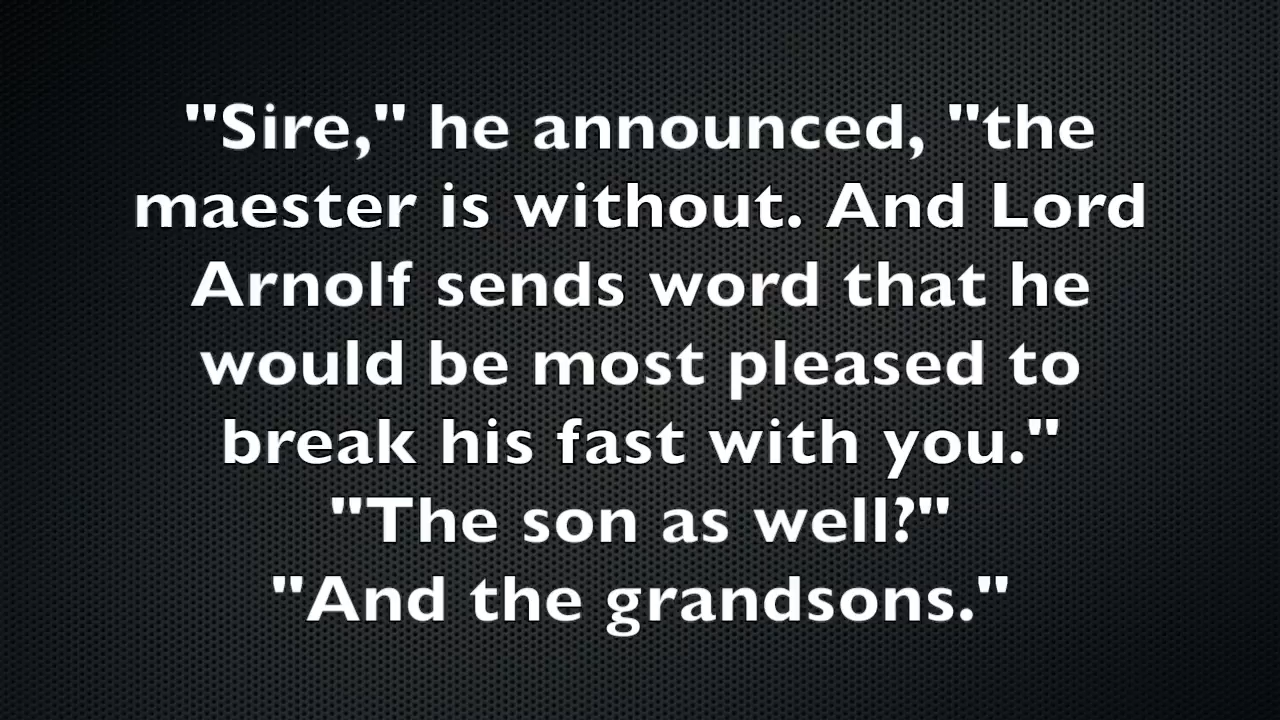 "Sire," he announced, "the
maester is without. And Lord
Arnolf sends word that he
would be most pleased to
break his fast with you."
"The son as well?"
"And the grandsons."